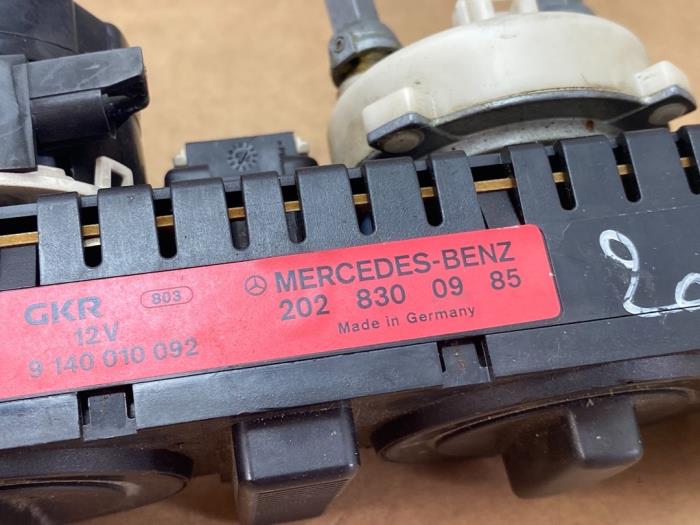 GKR 803
12V
9 140 010 092
MERCEDES-BENZ
202 830 09 85
Made in Germany